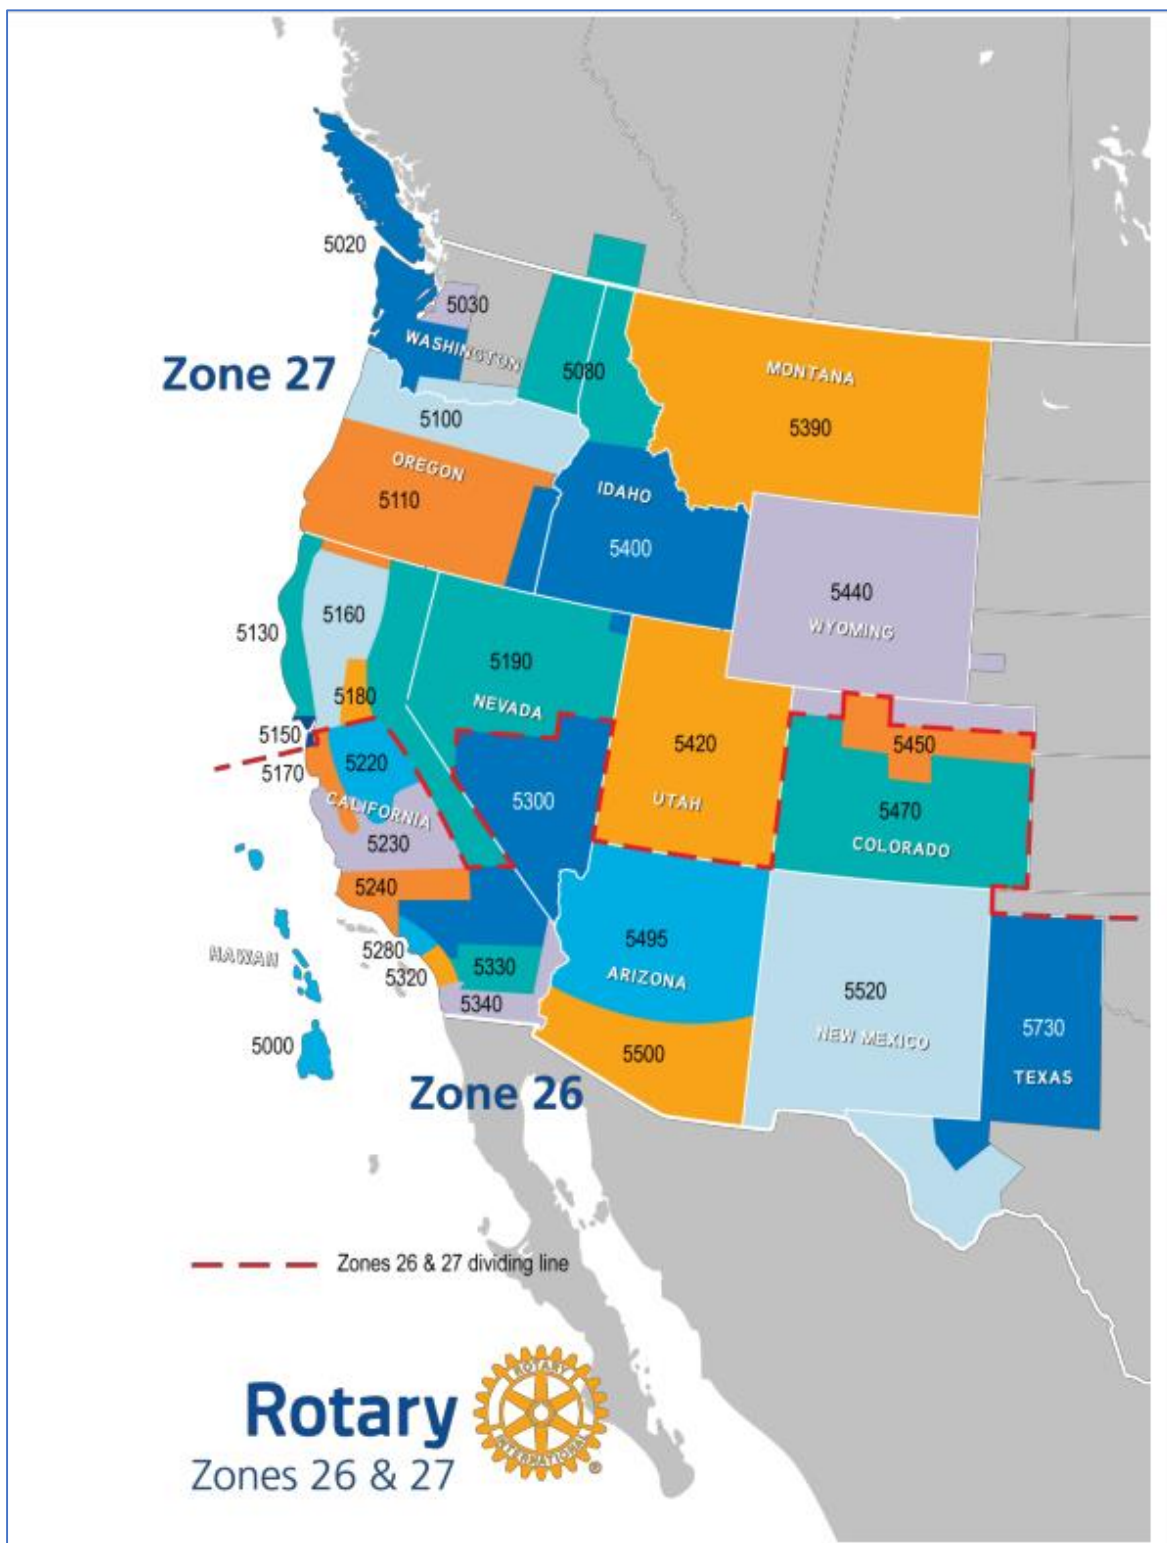 5020
5030
WASHINGTON
Zone 27
5080
MONTANA
5390
5100
OREGON
5110
IDAHO
5400
5440
WYOMING
5130
5160
5190
NEVADA
5180
5150
5170
5220
CALIFORNIA
5230
5300
5420
UTAH
5450
5470
COLORADO
5240
5280
5320
5330
5340
HAWAII
5000
5495
ARIZONA
5500
5520
NEW MEXICO
5730
TEXAS
Zone 26
Zones 26 & 27 dividing line
Rotary
Zones 26 & 27
ROTARY
INTERNATIONAL
®